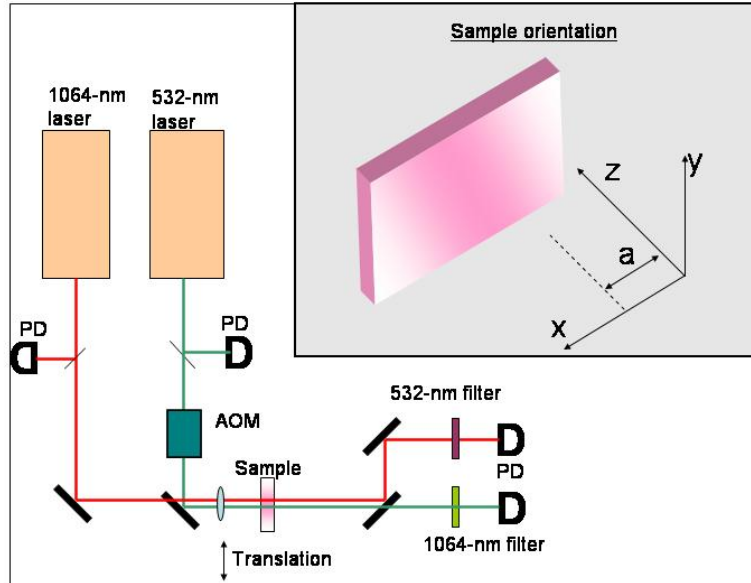 Sample orientation
1064-nm
laser
532-nm
laser
y
z
a
x
PD
PD
AOM
532-nm filter
Sample
PD
1064-nm filter
Translation